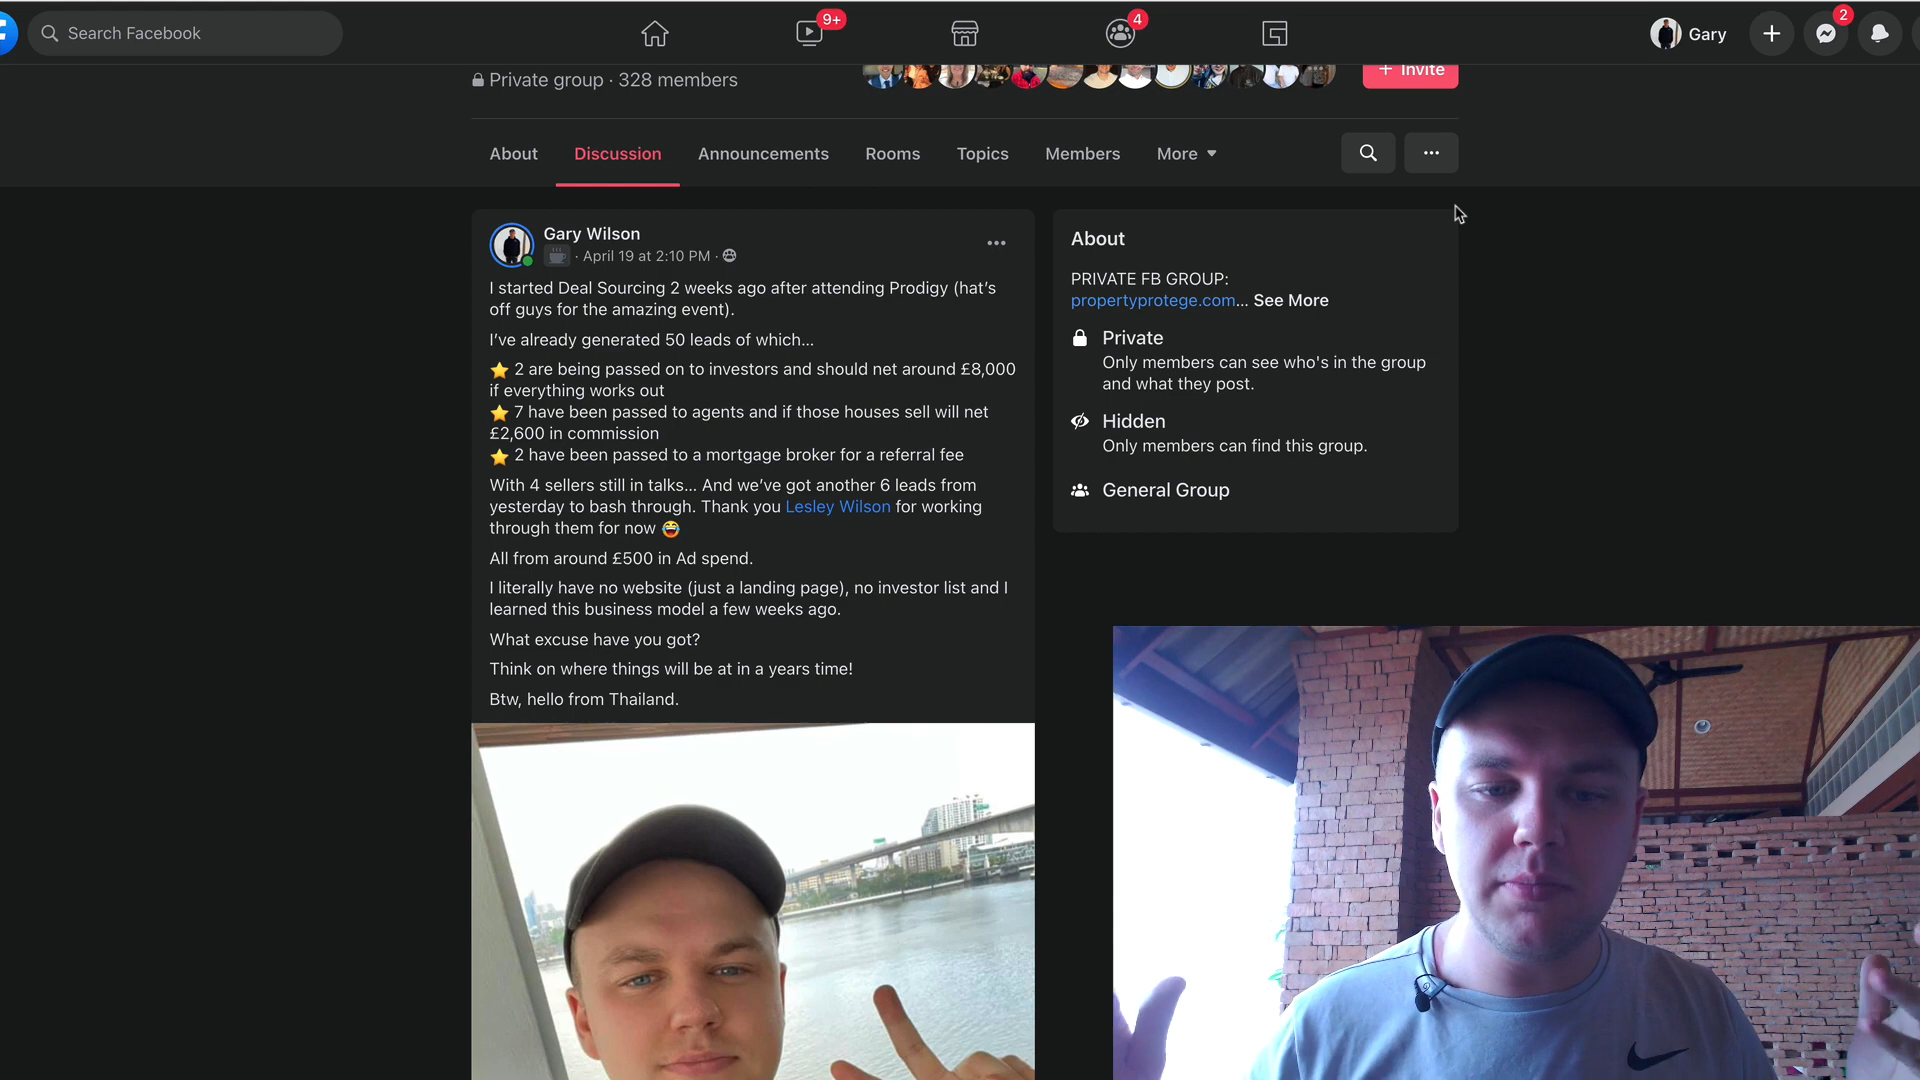 Search Facebook
9+
4
Gary
2
Private group · 328 members
+ Invite
About
Discussion
Announcements
Rooms
Topics
Members
More
Gary Wilson
· April 19 at 2:10 PM ·
I started Deal Sourcing 2 weeks ago after attending Prodigy (hat's
off guys for the amazing event).
I've already generated 50 leads of which...
⭐ 2 are being passed on to investors and should net around £8,000
if everything works out
⭐ 7 have been passed to agents and if those houses sell will net
£2,600 in commission
⭐ 2 have been passed to a mortgage broker for a referral fee
With 4 sellers still in talks... And we've got another 6 leads from
yesterday to bash through. Thank you Lesley Wilson for working
through them for now 😂
All from around £500 in Ad spend.
I literally have no website (just a landing page), no investor list and I
learned this business model a few weeks ago.
What excuse have you got?
Think on where things will be at in a years time!
Btw, hello from Thailand.
About
PRIVATE FB GROUP:
propertyprotege.com... See More
Private
Only members can see who's in the group
and what they post.
Hidden
Only members can find this group.
General Group